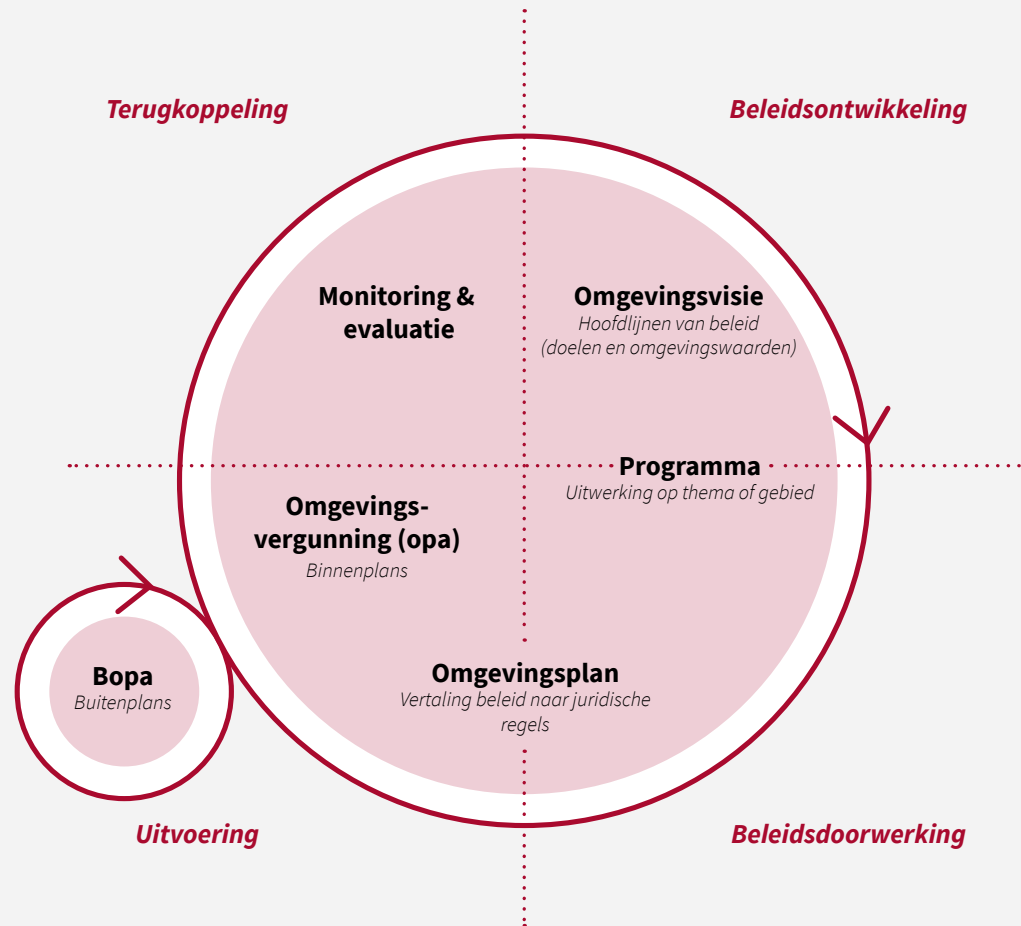 Terugkoppeling
Beleidsontwikkeling
Monitoring &
evaluatie
Omgevingsvisie
Hoofdlijnen van beleid
(doelen en omgevingswaarden)
Programma
Uitwerking op thema of gebied
Omgevings-
vergunning (opa)
Binnenplans
Omgevingsplan
Vertaling beleid naar juridische
regels
Bopa
Buitenplans
Uitvoering
Beleidsdoorwerking